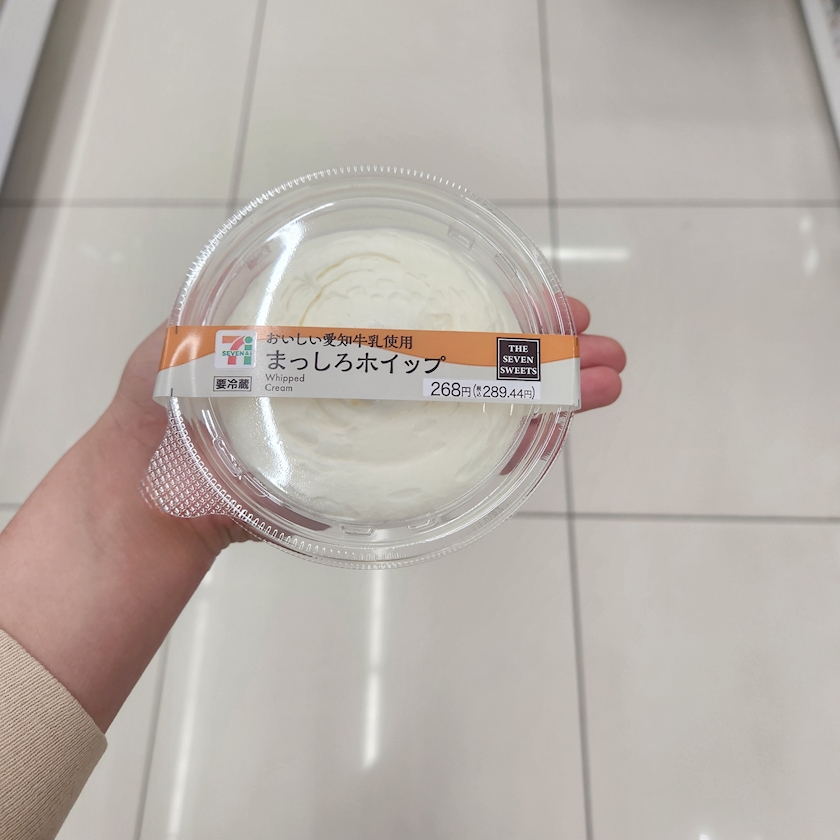 SEVEN&i
おいしい愛知牛乳使用
まっしろホイップ
Whipped
Cream
要冷蔵
268円(税込289.44円)
THE
SEVEN
SWEETS